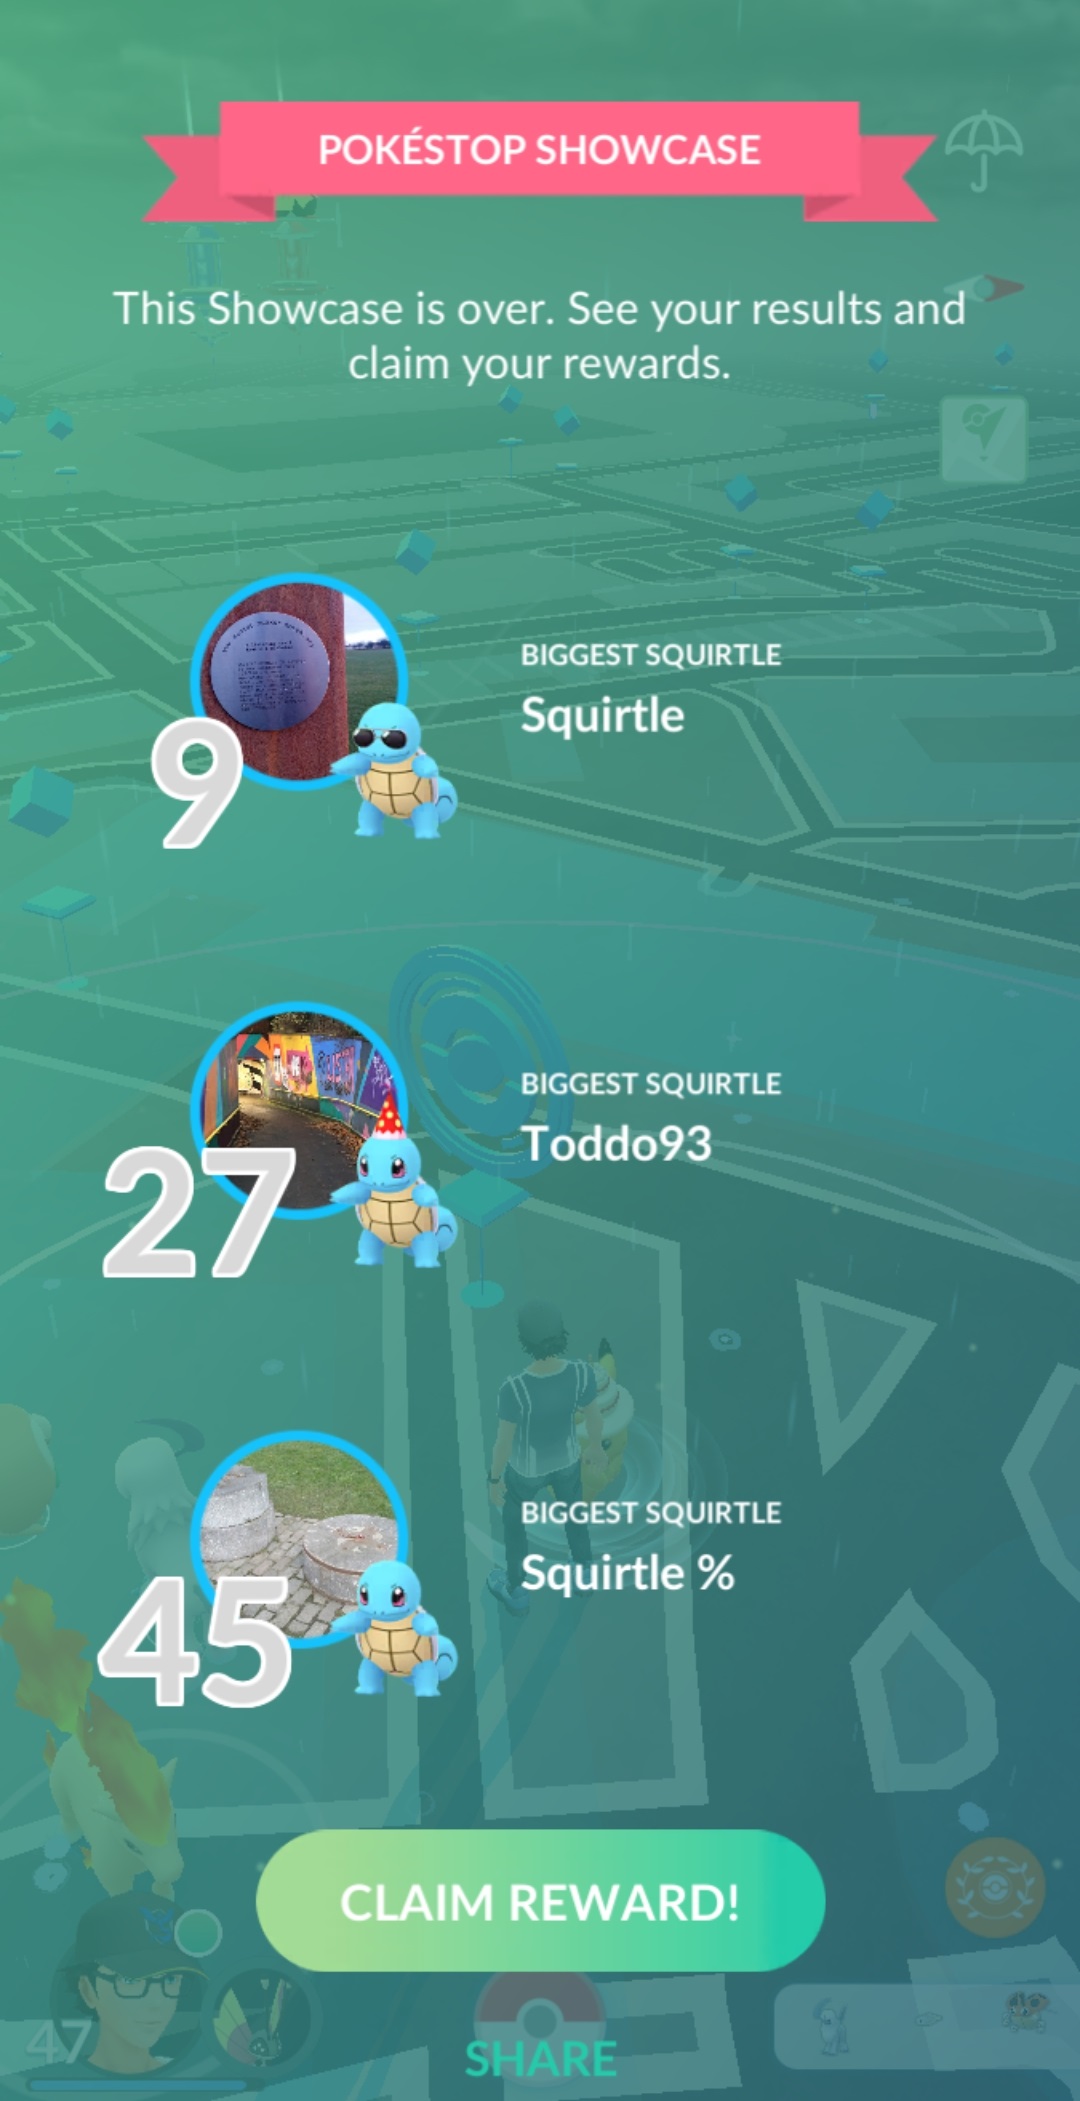 POKÉSTOP SHOWCASE
This Showcase is over. See your results and
claim your rewards.
BIGGEST SQUIRTLE
Squirtle
9
BIGGEST SQUIRTLE
Toddo93
27
BIGGEST SQUIRTLE
Squirtle %
45
CLAIM REWARD!
47
SHARE